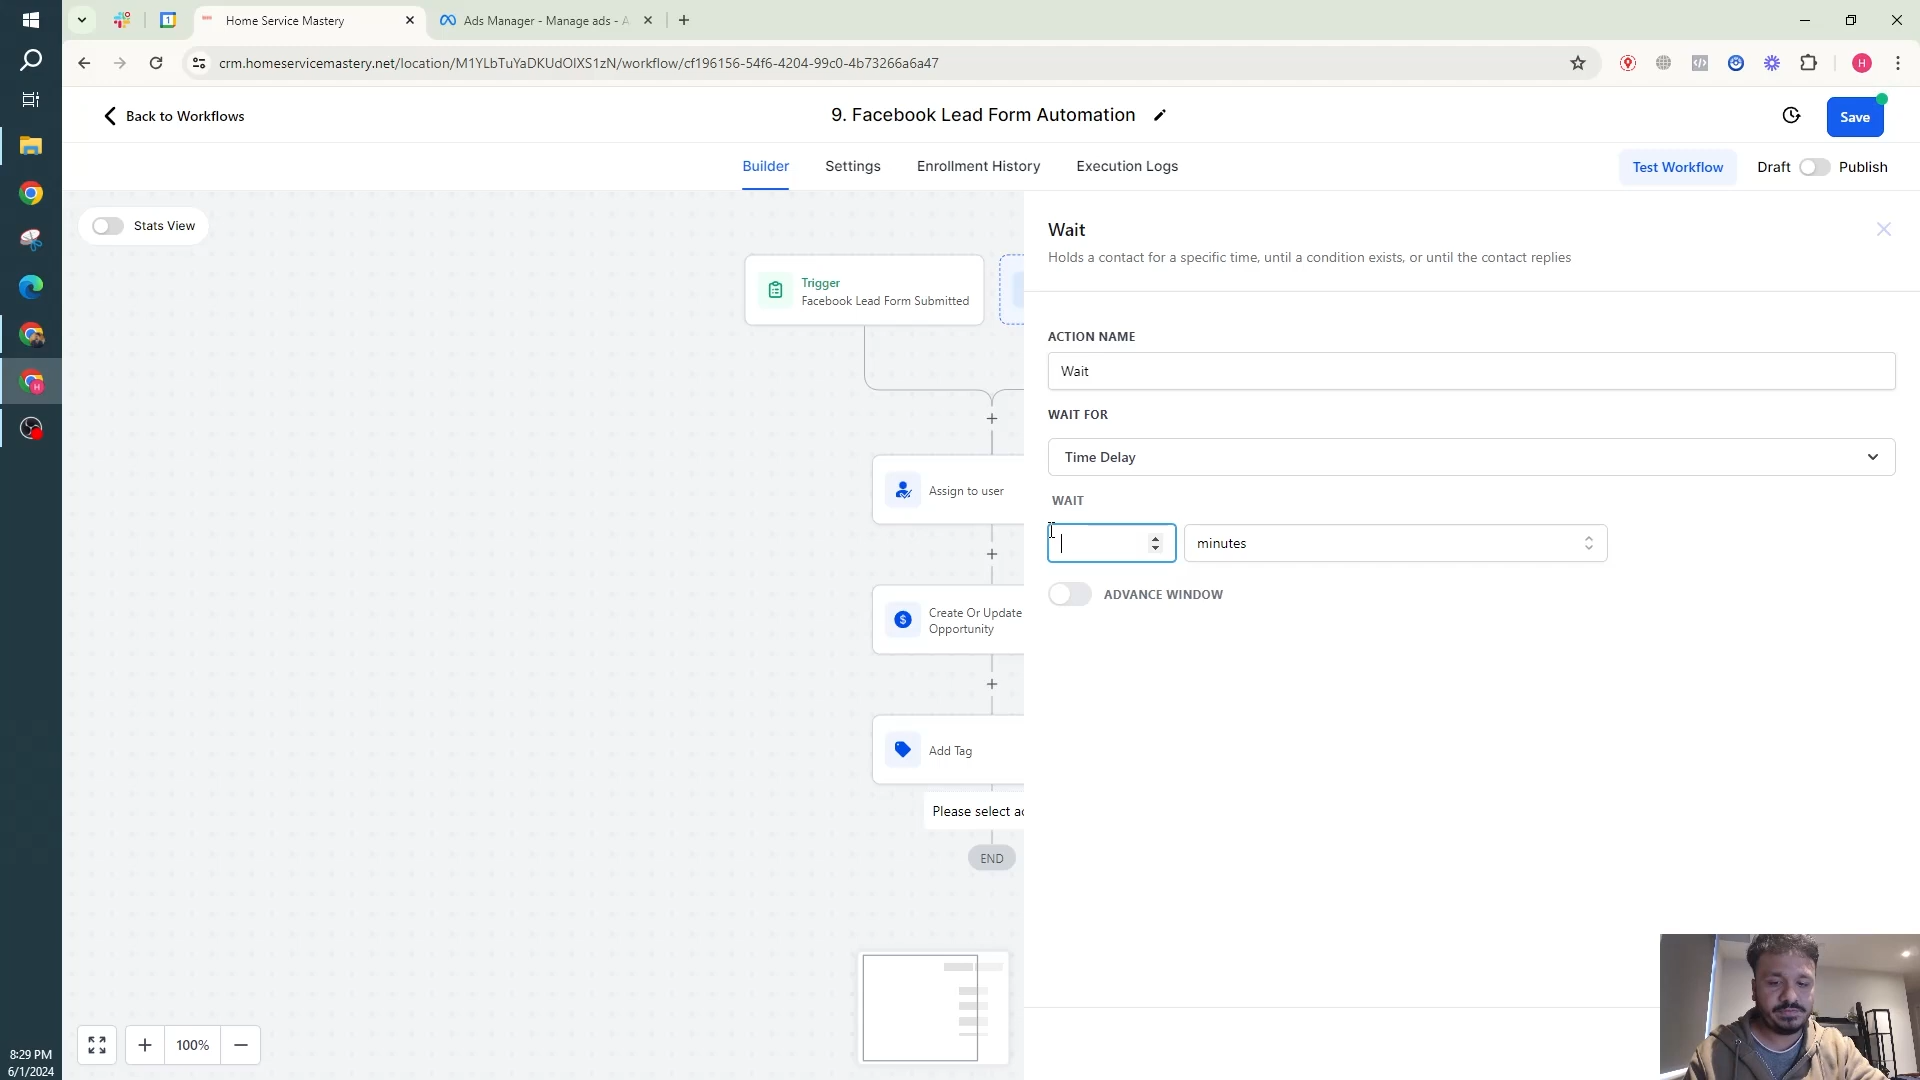 Home Service Mastery
Ads Manager - Manage ads - A
crm.homeservicemastery.net/location/M1YLbTuYaDKUdOIXS1zN/workflow/cf196156-54f6-4204-99c0-4b73266a6a47
H
Back to Workflows
9. Facebook Lead Form Automation
Save
Builder
Settings
Enrollment History
Execution Logs
Test Workflow
Draft
Publish
Stats View
Trigger
Facebook Lead Form Submitted
Assign to user
Create Or Update
Opportunity
Add Tag
Please select ac
END
100%
Wait
Holds a contact for a specific time, until a condition exists, or until the contact replies
ACTION NAME
Wait
WAIT FOR
Time Delay
WAIT
minutes
ADVANCE WINDOW
8:29 PM
6/1/2024